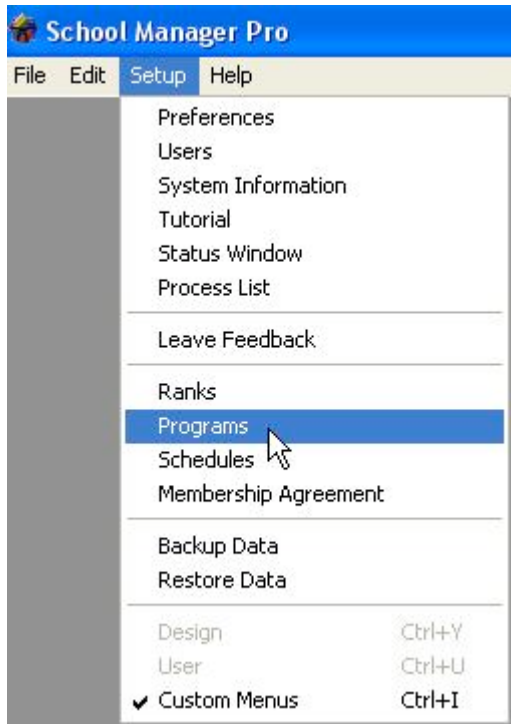 School Manager Pro
File Edit Setup Help
Preferences
Users
System Information
Tutorial
Status Window
Process List
Leave Feedback
Ranks
Programs
Schedules
Membership Agreement
Backup Data
Restore Data
Design Ctrl+Y
User Ctrl+U
Custom Menus Ctrl+I